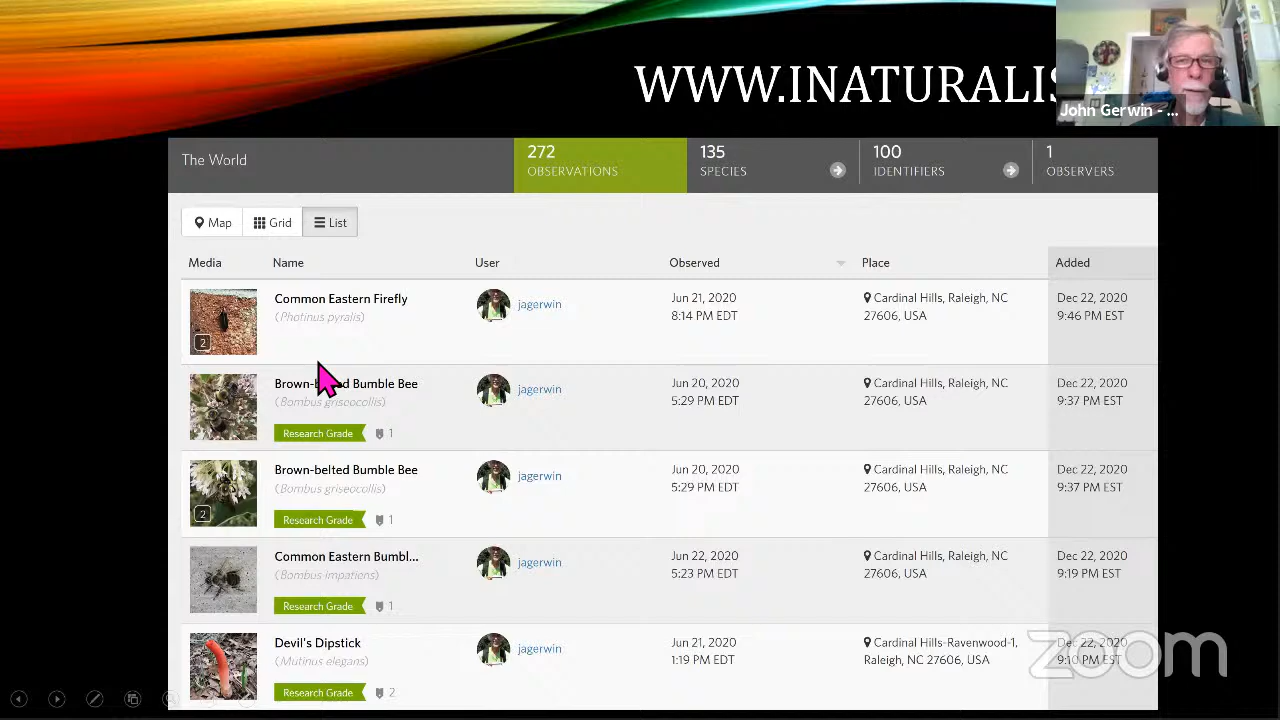 WWW.INATURALIS
John Gerwin - ...
The World
272
OBSERVATIONS
135
SPECIES
100
IDENTIFIERS
1
OBSERVERS
Map Grid List
Media Name User Observed Place Added
Common Eastern Firefly
(Photinus pyralis)
2
jagerwin
Jun 21, 2020
8:14 PM EDT
Cardinal Hills, Raleigh, NC
27606, USA
Dec 22, 2020
9:46 PM EST
Brown-belted Bumble Bee
(Bombus griseocollis)
Research Grade 1
jagerwin
Jun 20, 2020
5:29 PM EDT
Cardinal Hills, Raleigh, NC
27606, USA
Dec 22, 2020
9:37 PM EST
Brown-belted Bumble Bee
(Bombus griseocollis)
2
Research Grade 1
jagerwin
Jun 20, 2020
5:29 PM EDT
Cardinal Hills, Raleigh, NC
27606, USA
Dec 22, 2020
9:37 PM EST
Common Eastern Bumbl...
(Bombus impatiens)
Research Grade 1
jagerwin
Jun 22, 2020
5:23 PM EDT
Cardinal Hills, Raleigh, NC
27606, USA
Dec 22, 2020
9:19 PM EST
Devil's Dipstick
(Mutinus elegans)
Research Grade 2
jagerwin
Jun 21, 2020
1:19 PM EDT
Cardinal Hills-Ravenwood-1,
Raleigh, NC 27606, USA
Dec 22, 2020
9:10 PM EST
zoom